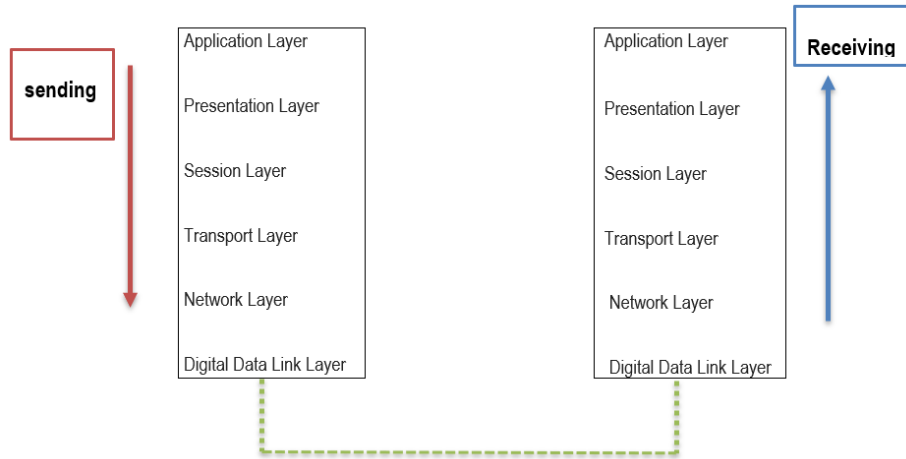 sending
Application Layer
Presentation Layer
Session Layer
Transport Layer
Network Layer
Digital Data Link Layer
Application Layer
Presentation Layer
Session Layer
Transport Layer
Network Layer
Digital Data Link Layer
Receiving